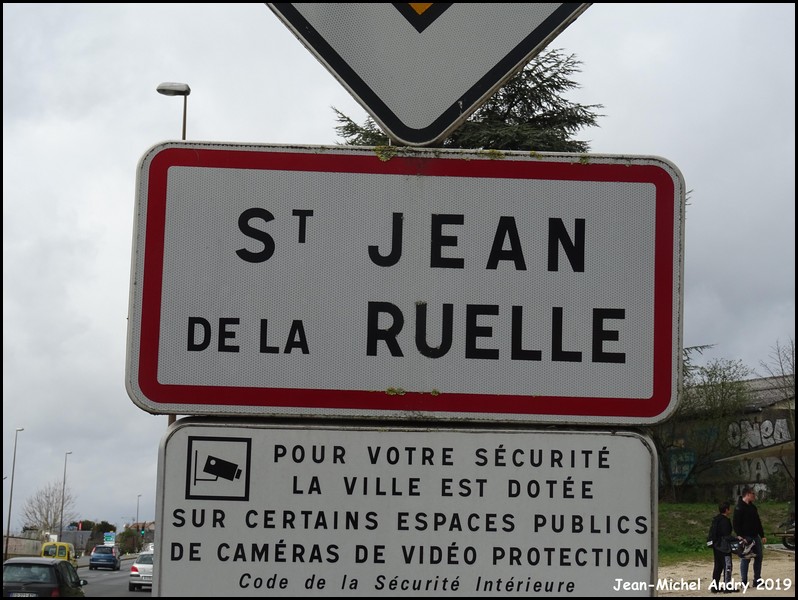 Sᵀ JEAN
DE LA RUELLE
POUR VOTRE SÉCURITÉ
LA VILLE EST DOTÉE
SUR CERTAINS ESPACES PUBLICS
DE CAMÉRAS DE VIDÉO PROTECTION
Code de la Sécurité Intérieure
Jean-Michel Andry 2019